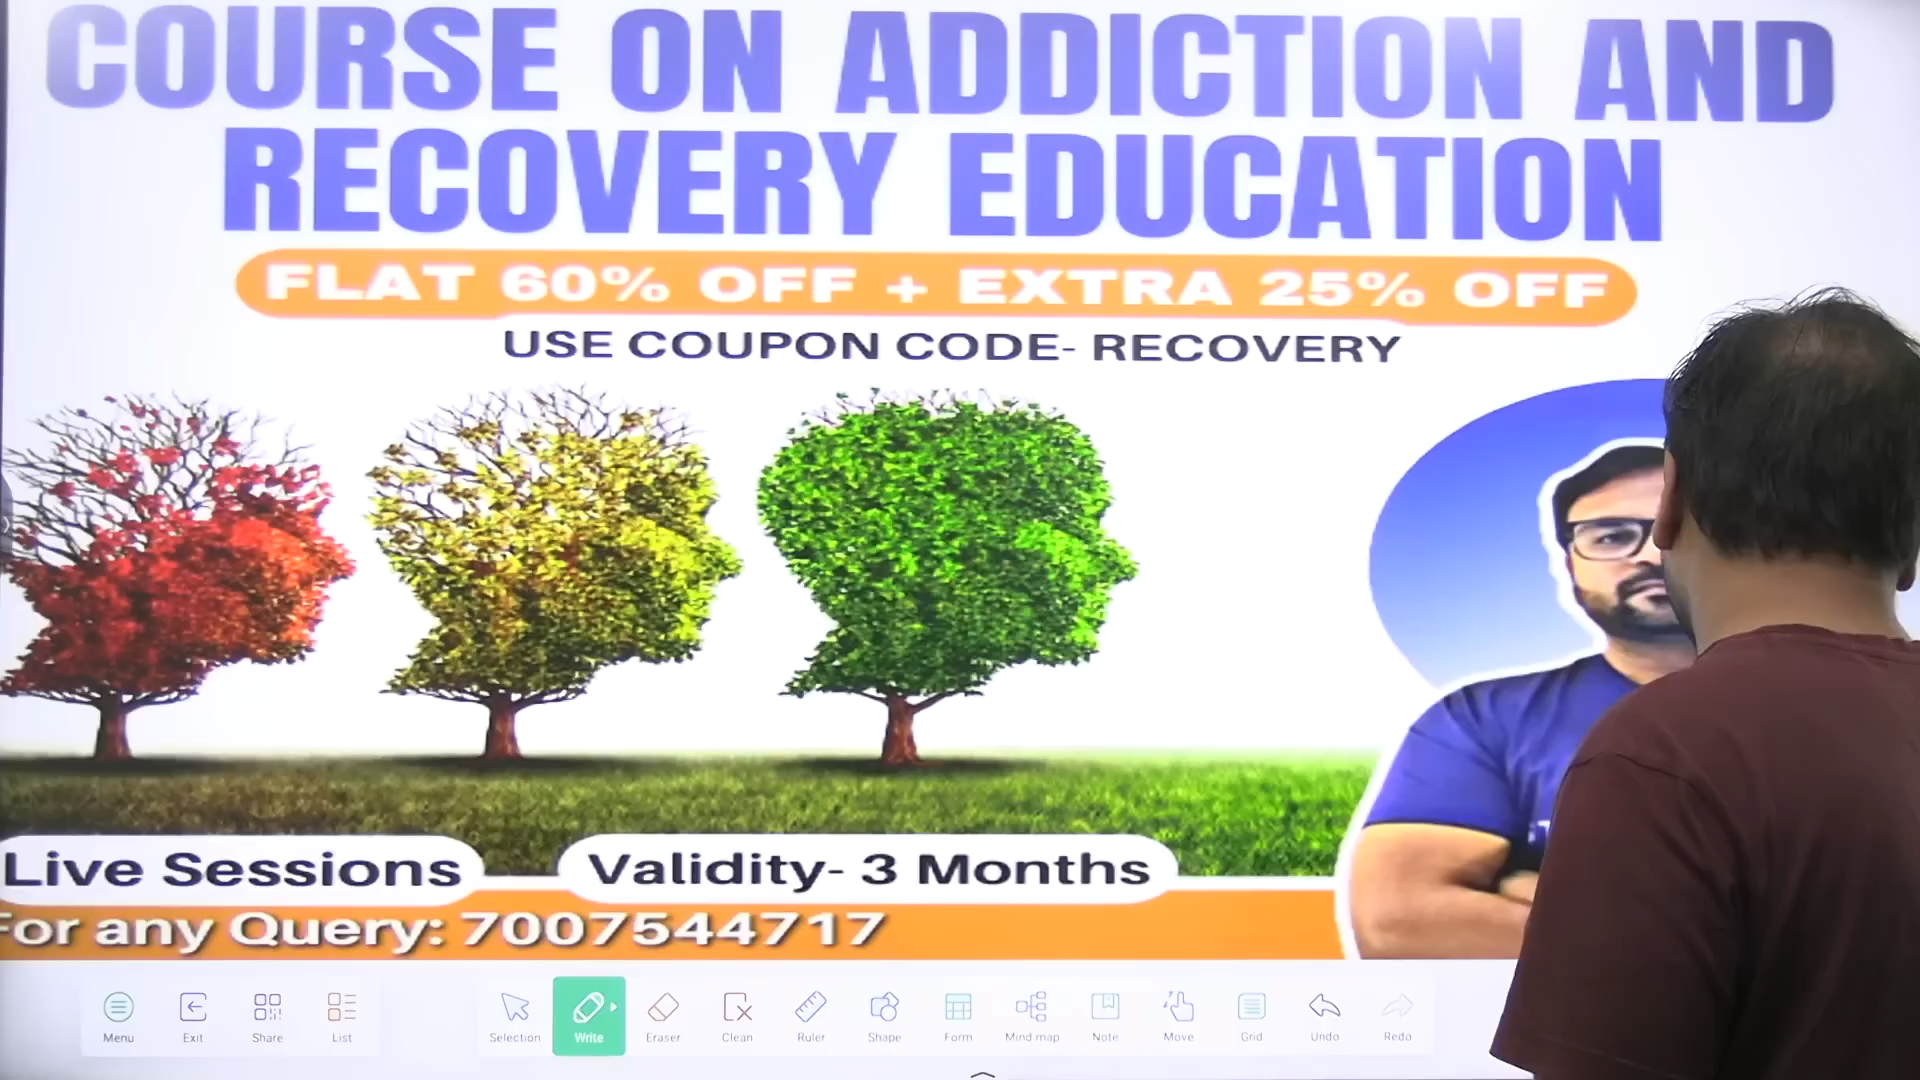 COURSE ON ADDICTION AND
RECOVERY EDUCATION
FLAT 60% OFF + EXTRA 25% OFF
USE COUPON CODE- RECOVERY
Live Sessions
Validity- 3 Months
For any Query: 7007544717
Menu
Exit
Share
List
Selection
Write
Eraser
Clean
Ruler
Shape
Form
Mind map
Note
Move
Grid
Undo
Redo